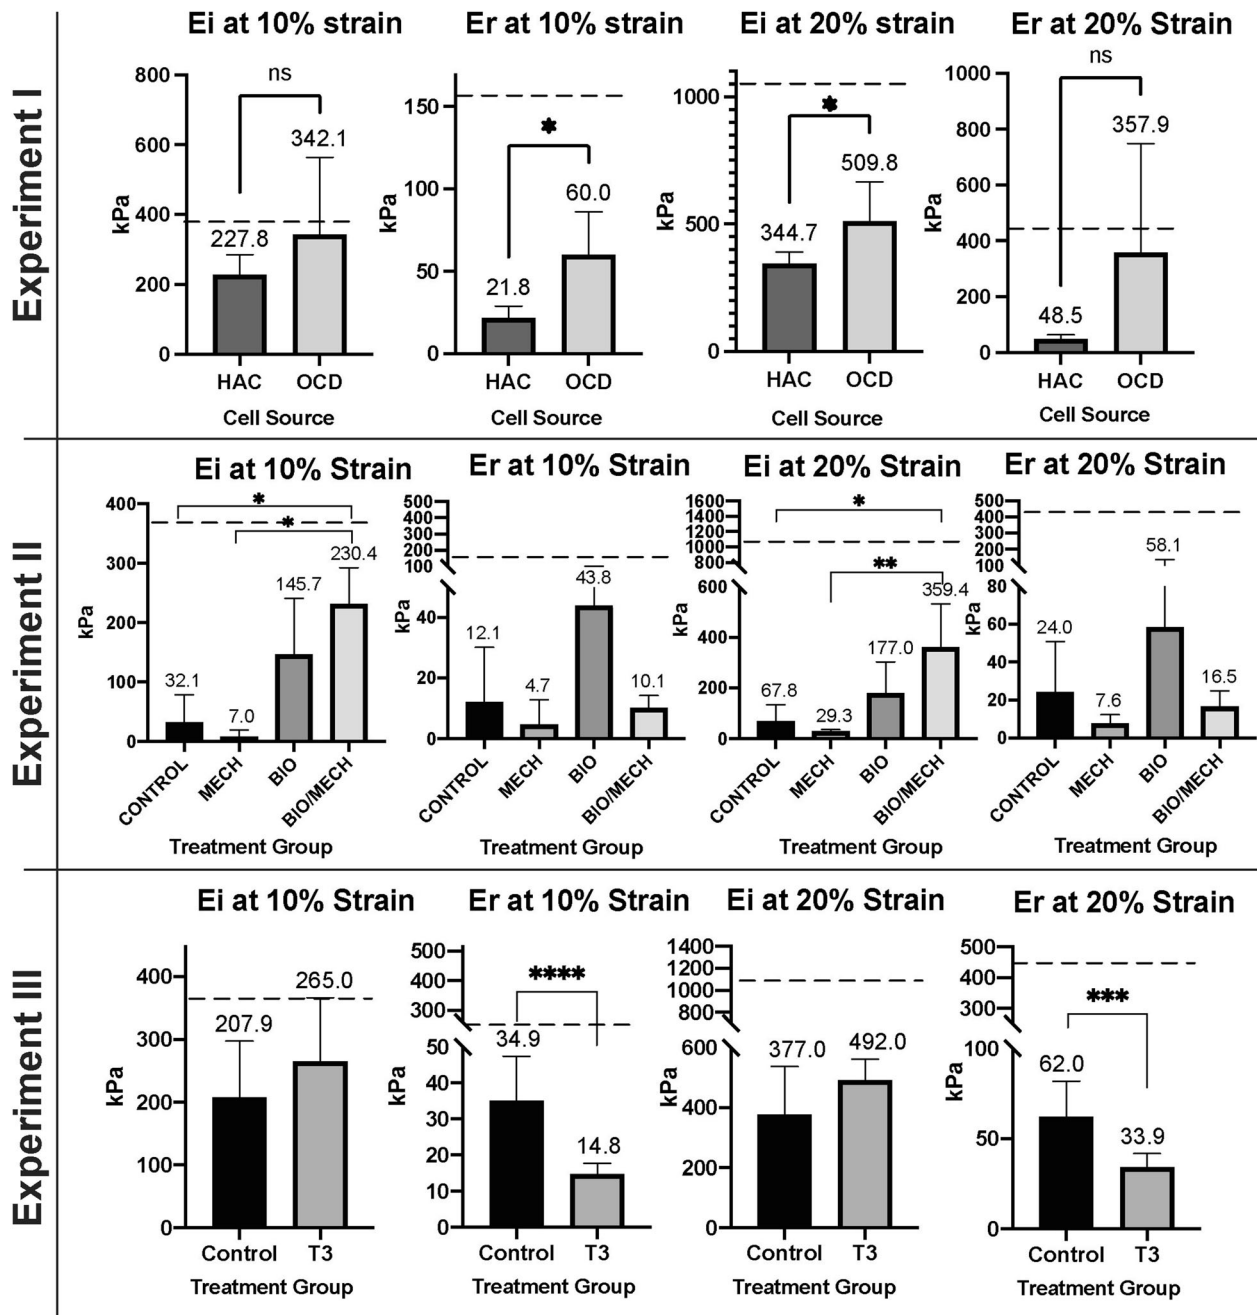 Experiment I
Ei at 10% strain
kPa
800
600
400
200
0
ns
227.8
342.1
HAC OCD
Cell Source
Er at 10% strain
kPa
150
100
50
0
*
21.8
60.0
HAC OCD
Cell Source
Ei at 20% strain
kPa
1000
500
0
*
344.7
509.8
HAC OCD
Cell Source
Er at 20% Strain
kPa
1000
800
600
400
200
0
ns
48.5
357.9
HAC OCD
Cell Source
Experiment II
Ei at 10% Strain
kPa
400
300
200
100
0
*
*
32.1
7.0
145.7
230.4
CONTROL
MECH
BIO
BIO/MECH
Treatment Group
Er at 10% Strain
kPa
500
400
300
200
100
40
20
0
12.1
4.7
43.8
10.1
CONTROL
MECH
BIO
BIO/MECH
Treatment Group
Ei at 20% Strain
kPa
1600
1400
1200
1000
800
600
400
200
0
*
**
67.8
29.3
177.0
359.4
CONTROL
MECH
BIO
BIO/MECH
Treatment Group
Er at 20% Strain
kPa
500
400
300
200
100
80
60
40
20
0
24.0
7.6
58.1
16.5
CONTROL
MECH
BIO
BIO/MECH
Treatment Group
Experiment III
Ei at 10% Strain
kPa
400
300
200
100
0
207.9
265.0
Control T3
Treatment Group
Er at 10% Strain
kPa
500
400
300
50
40
30
20
10
0
****
34.9
14.8
Control T3
Treatment Group
Ei at 20% Strain
kPa
1400
1200
1000
800
600
400
200
0
377.0
492.0
Control T3
Treatment Group
Er at 20% Strain
kPa
500
400
300
100
50
0
***
62.0
33.9
Control T3
Treatment Group